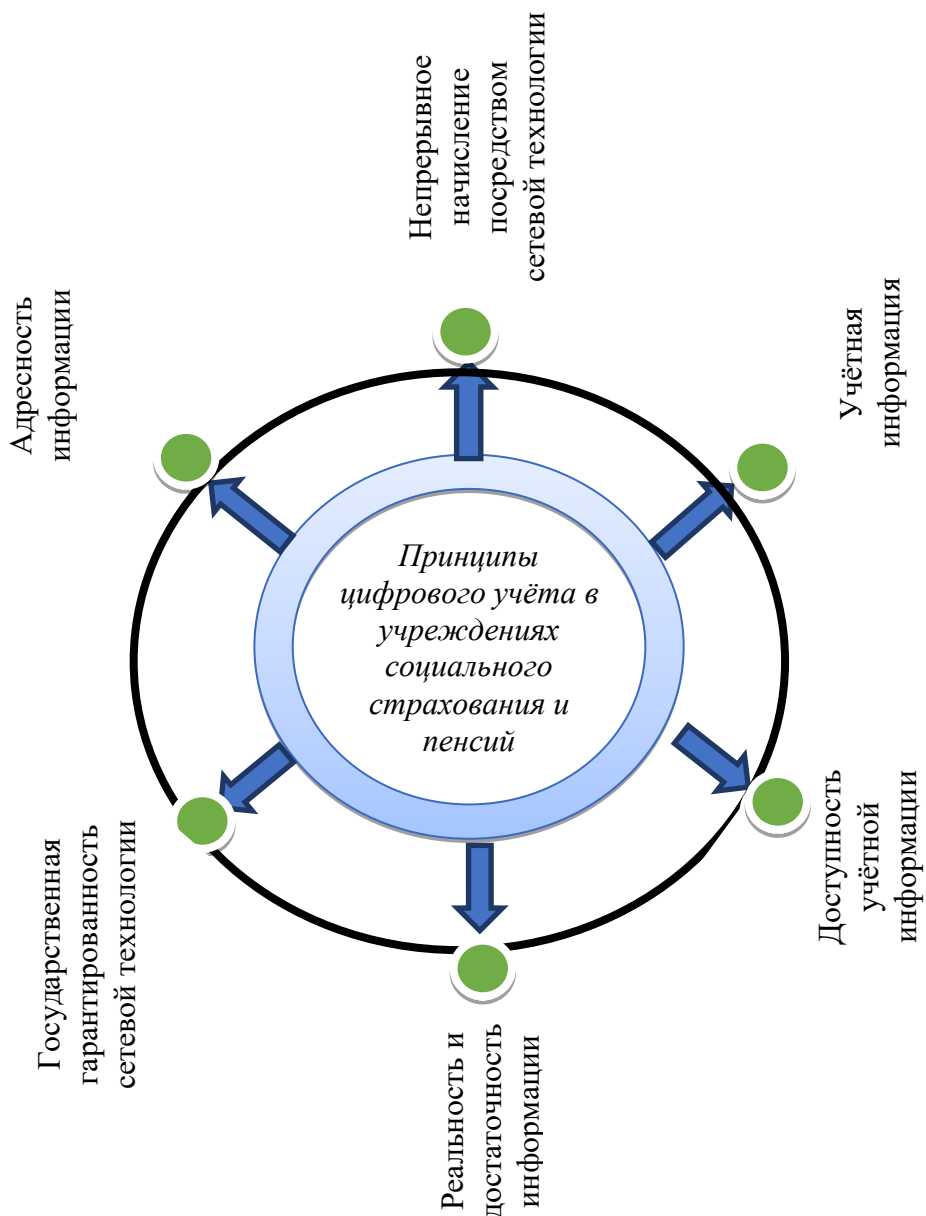 Принципы
цифрового учёта в
учреждениях
социального
страхования и
пенсий
Непрерывное
начисление
посредством
сетевой технологии
Учётная
информация
Доступность
учётной
информации
Реальность и
достаточность
информации
Государственная
гарантированность
сетевой технологии
Адресность
информации